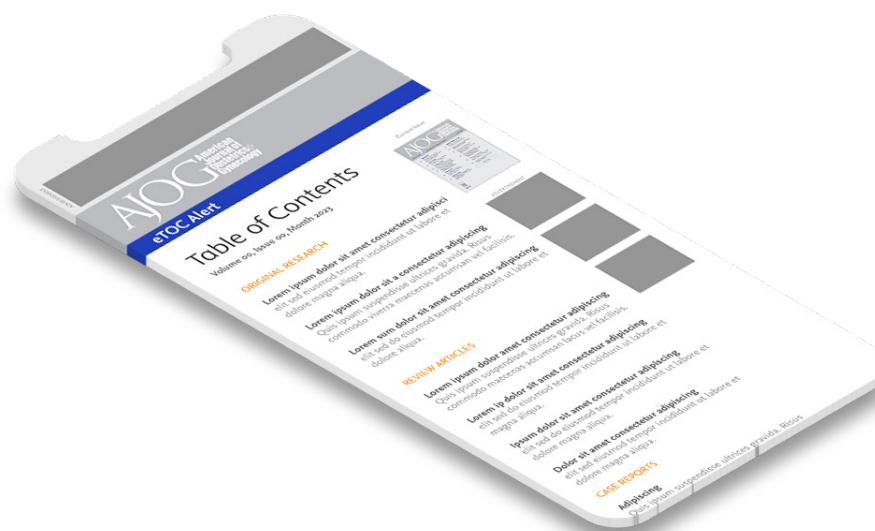 ADVERTISEMENT
AJOG
American
Journal of
Obstetrics &
Gynecology
eTOC Alert
Table of Contents
Volume 00, Issue 00, Month 2023
Current Issue
AJOG
ADVERTISEMENT
ORIGINAL RESEARCH
Lorem ipsum dolor sit amet consectetur adipisci
elit sed eiusmod tempor incididunt ut labore et
dolore magna aliqua.
Lorem ipsum dolor sit a consectetur adipiscing
Quis ipsum suspendisse ultrices gravida. Risus
commodo viverra maecenas accumsan vel facilisis.
Lorem sum dolor sit amet consectetur adipiscing
elit sed do eiusmod tempor incididunt ut labore et
dolore aliqua.
REVIEW ARTICLES
Lorem ipsum dolor amet consectetur adipiscing
Quis ipsum suspendisse ultrices gravida. Risus
commodo maecenas accumsan lacus vel facilisis.
Lorem ip dolor sit amet consectetur adipiscing
elit sed do eiusmod tempor incididunt ut labore et
magna aliqua.
Ipsum dolor sit amet consectetur adipiscing
elit sed do eiusmod tempor incididunt ut labore et
dolore magna aliqua.
Dolor sit amet consectetur adipiscing
elit sed do eiusmod tempor incididunt ut labore et
dolore magna aliqua.
CASE REPORTS
Adipiscing
Quis ipsum suspendisse ultrices gravida. Risus